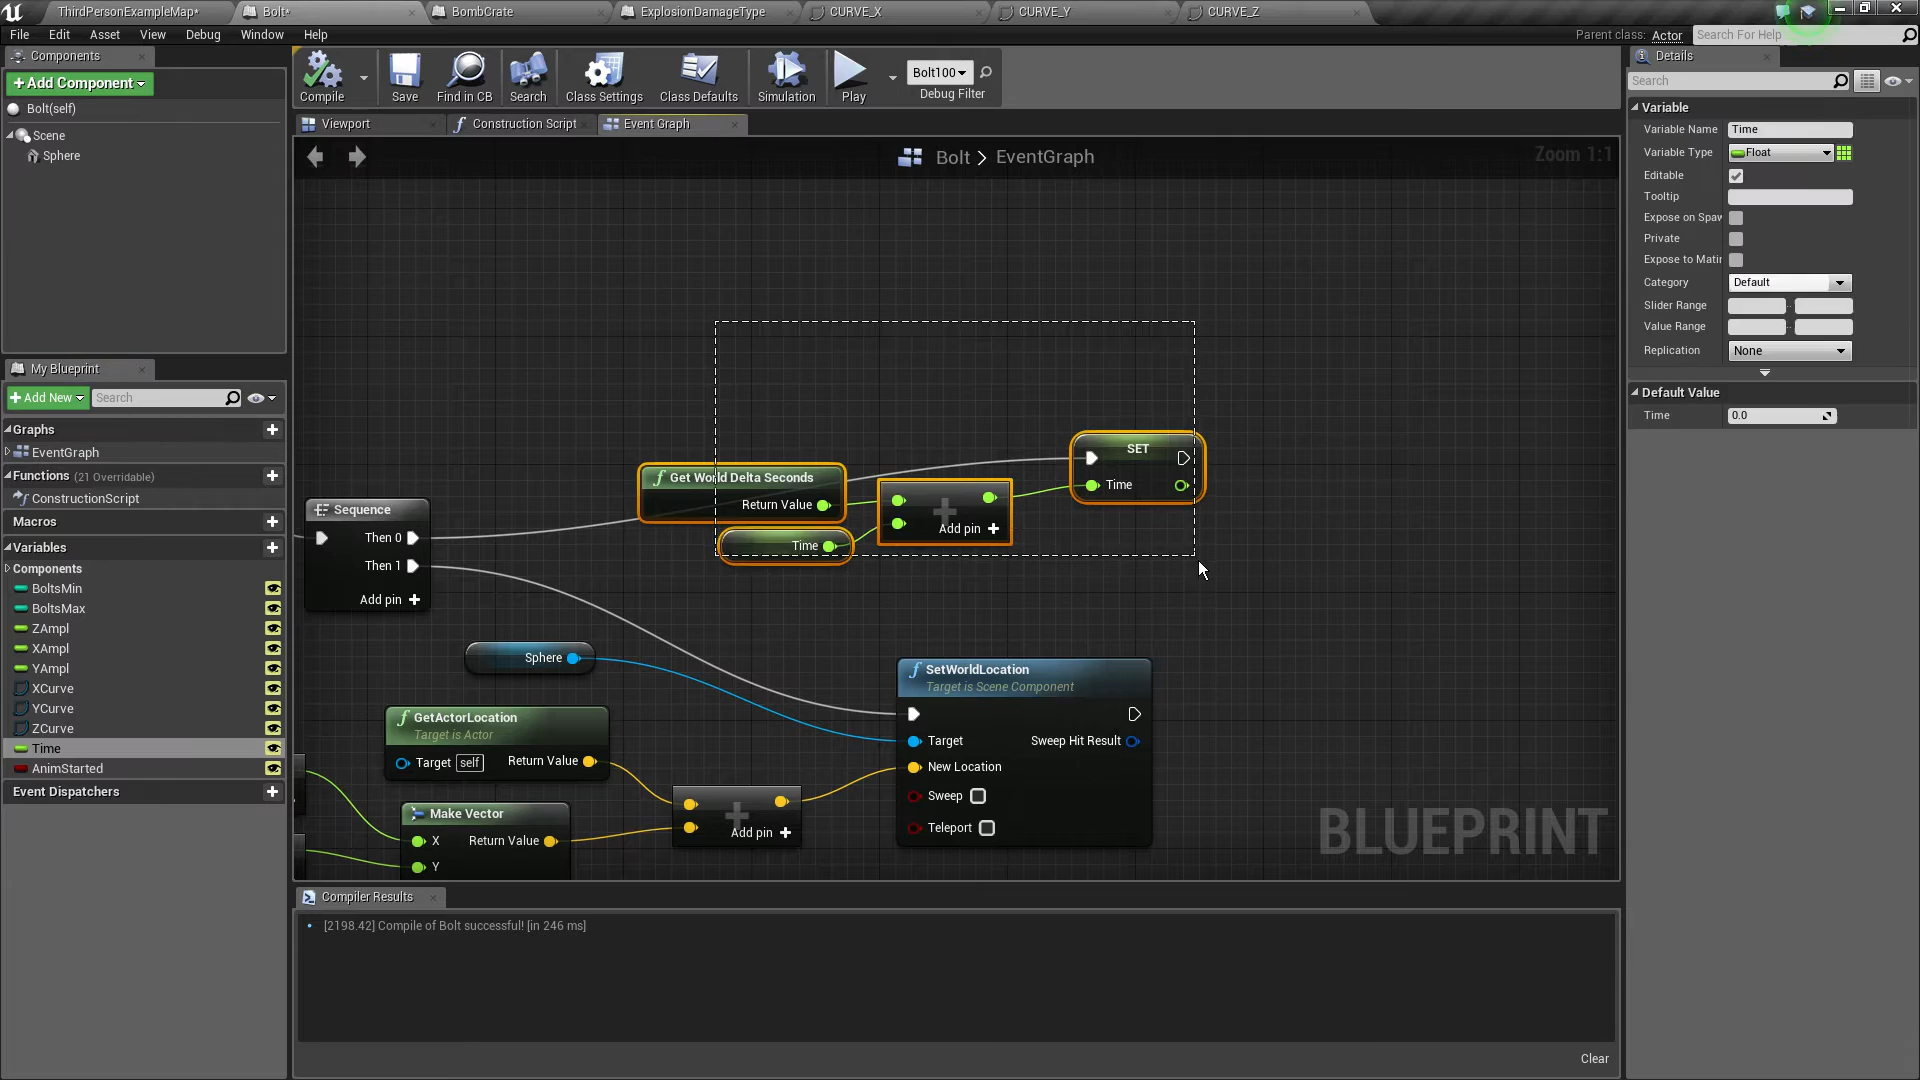 ThirdPersonExampleMap*
Bolt*
BombCrate
ExplosionDamageType
CURVE_X
CURVE_Y
CURVE_Z
File
Edit
Asset
View
Debug
Window
Help
Parent class: Actor
Search For Help
Components
+Add Component
Bolt(self)
Scene
Sphere
Compile
Save
Find in CB
Search
Class Settings
Class Defaults
Simulation
Play
Bolt100
Debug Filter
Viewport
Construction Script
Event Graph
Bolt > EventGraph
Zoom 1:1
My Blueprint
+Add New
Search
Graphs
EventGraph
Functions (21 Overridable)
ConstructionScript
Macros
Variables
Components
BoltsMin
BoltsMax
ZAmpl
XAmpl
YAmpl
XCurve
YCurve
ZCurve
Time
AnimStarted
Event Dispatchers
Sequence
Then 0
Then 1
Add pin +
Get World Delta Seconds
Return Value
Time
Add pin +
SET
Time
Sphere
GetActorLocation
Target is Actor
Target self
Return Value
Make Vector
X
Return Value
Y
Add pin +
SetWorldLocation
Target is Scene Component
Target
Sweep Hit Result
New Location
Sweep
Teleport
BLUEPRINT
Compiler Results
[2198.42] Compile of Bolt successful! [in 246 ms]
Clear
Details
Search
Variable
Variable Name Time
Variable Type Float
Editable
Tooltip
Expose on Spaw
Private
Expose to Matir
Category Default
Slider Range
Value Range
Replication None
Default Value
Time 0.0